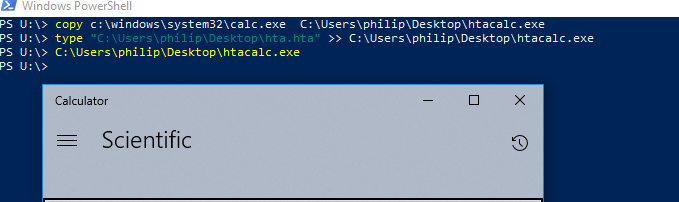 Windows PowerShell
PS U:\> copy c:\windows\system32\calc.exe  C:\Users\philip\Desktop\htacalc.exe
PS U:\> type "C:\Users\philip\Desktop\hta.hta" >> C:\Users\philip\Desktop\htacalc.exe
PS U:\> C:\Users\philip\Desktop\htacalc.exe
PS U:\>
Calculator
Scientific